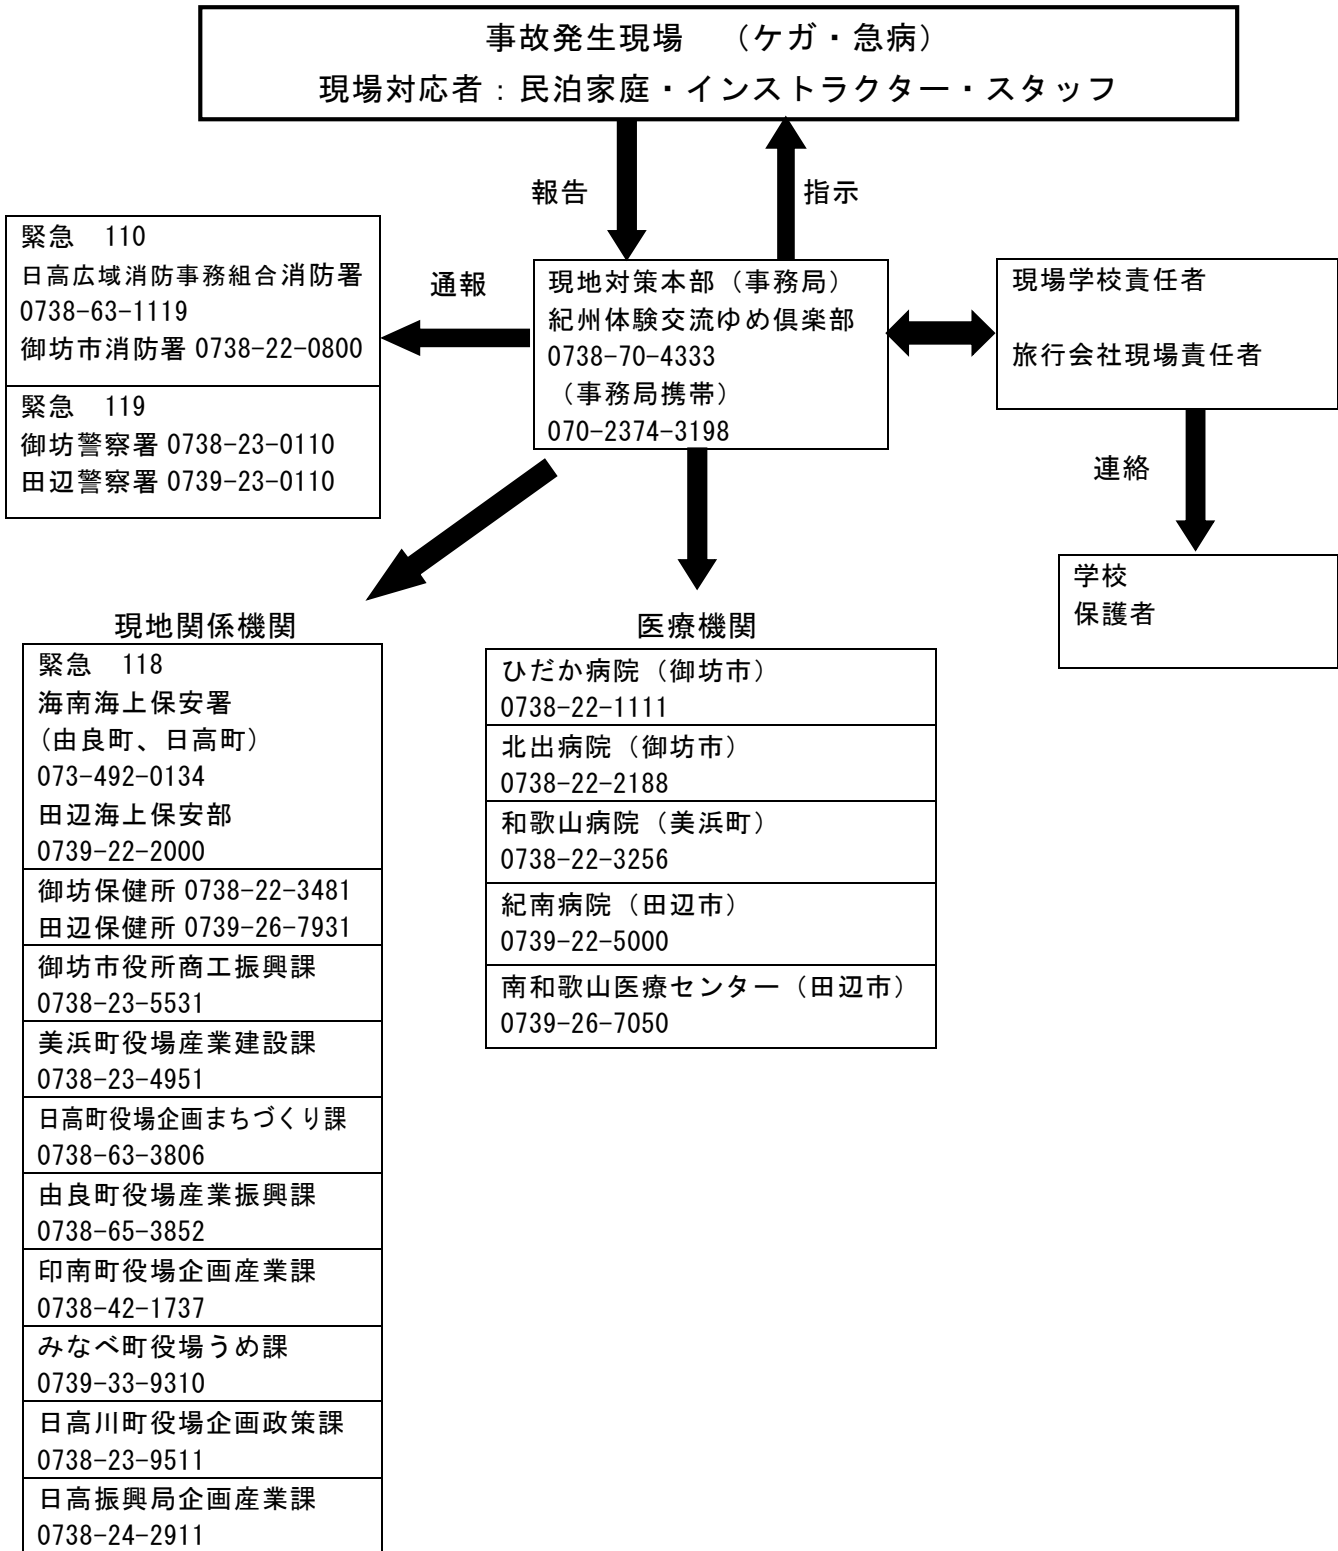 事故発生現場　（ケガ・急病）
現場対応者：民泊家庭・インストラクター・スタッフ
報告
指示
緊急　110
日高広域消防事務組合消防署
0738-63-1119
御坊市消防署 0738-22-0800
緊急　119
御坊警察署 0738-23-0110
田辺警察署 0739-23-0110
通報
現地対策本部（事務局）
紀州体験交流ゆめ倶楽部
0738-70-4333
（事務局携帯）
070-2374-3198
現場学校責任者
旅行会社現場責任者
連絡
学校
保護者
現地関係機関
緊急　118
海南海上保安署
(由良町、日高町)
073-492-0134
田辺海上保安部
0739-22-2000
御坊保健所 0738-22-3481
田辺保健所 0739-26-7931
御坊市役所商工振興課
0738-23-5531
美浜町役場産業建設課
0738-23-4951
日高町役場企画まちづくり課
0738-63-3806
由良町役場産業振興課
0738-65-3852
印南町役場企画産業課
0738-42-1737
みなべ町役場うめ課
0739-33-9310
日高川町役場企画政策課
0738-23-9511
日高振興局企画産業課
0738-24-2911
医療機関
ひだか病院（御坊市）
0738-22-1111
北出病院（御坊市）
0738-22-2188
和歌山病院（美浜町）
0738-22-3256
紀南病院（田辺市）
0739-22-5000
南和歌山医療センター（田辺市）
0739-26-7050